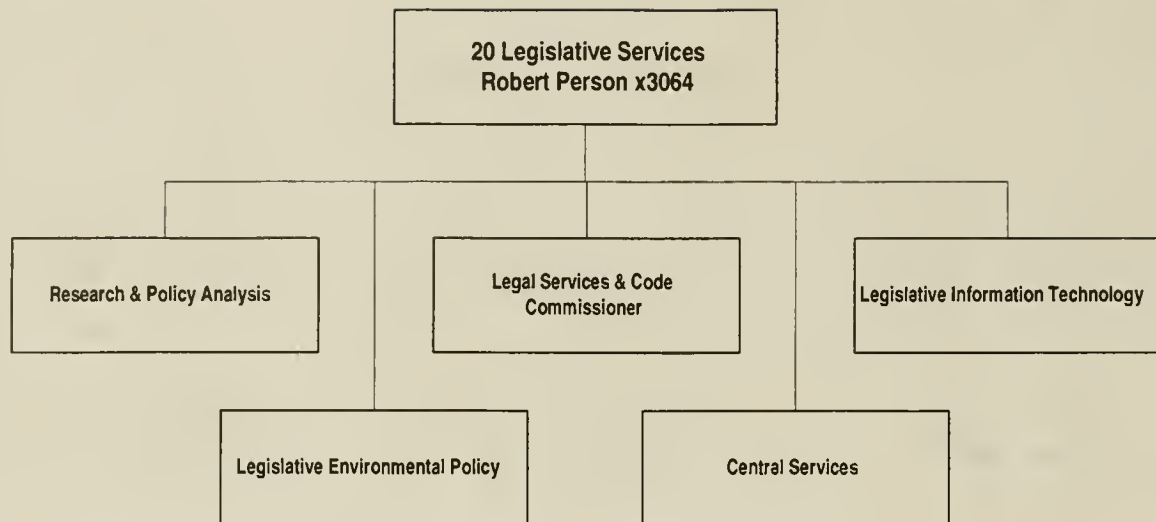 20 Legislative Services
Robert Person x3064
Research & Policy Analysis
Legal Services & Code
Commissioner
Legislative Information Technology
Legislative Environmental Policy
Central Services